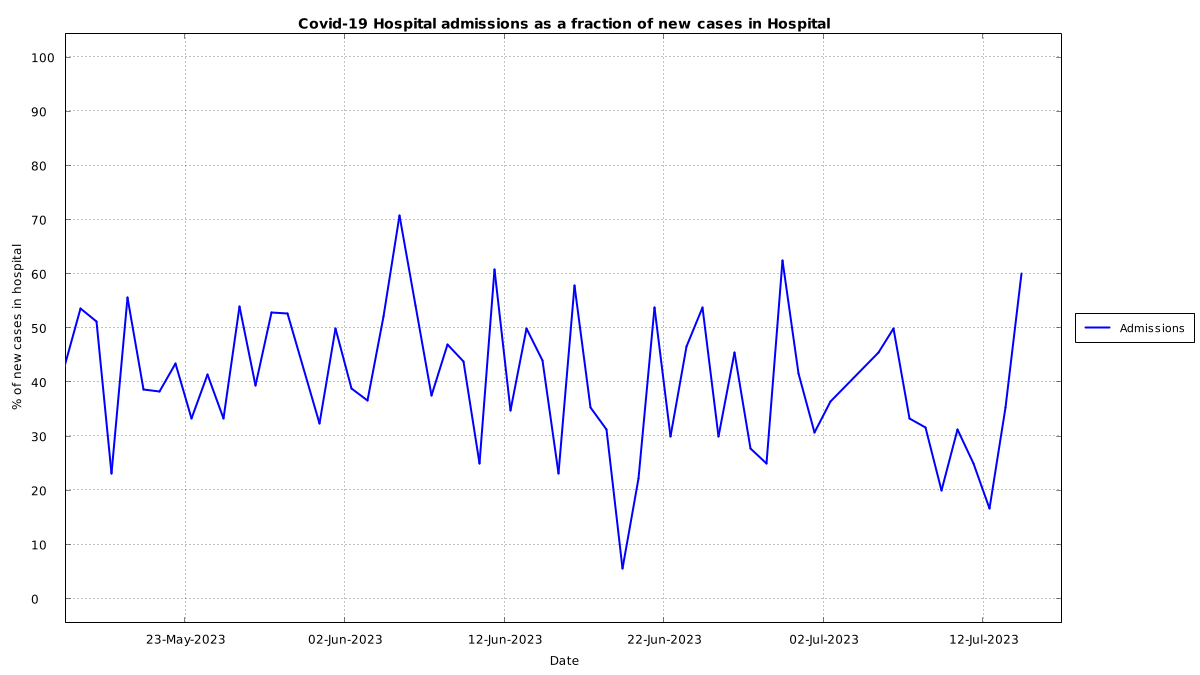 Covid-19 Hospital admissions as a fraction of new cases in Hospital
100
90
80
70
60
50
40
30
20
10
0
% of new cases in hospital
23-May-2023 02-Jun-2023 12-Jun-2023 22-Jun-2023 02-Jul-2023 12-Jul-2023
Date
Admissions